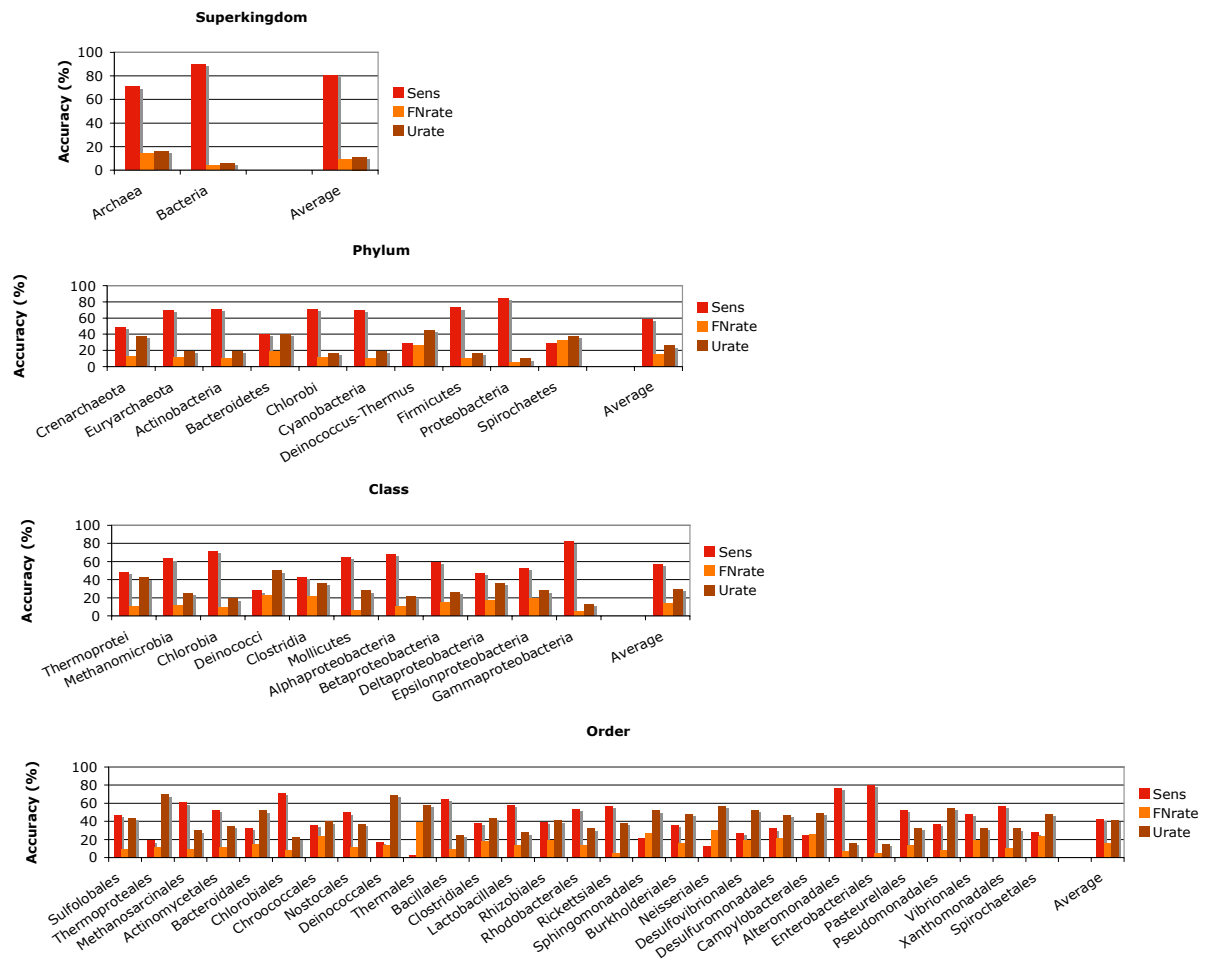 Superkingdom
Accuracy (%)
100
80
60
40
20
0
Archaea
Bacteria
Average
Sens
FNrate
Urate
Phylum
Accuracy (%)
100
80
60
40
20
0
Crenarchaeota
Euryarchaeota
Actinobacteria
Bacteroidetes
Chlorobi
Cyanobacteria
Deinococcus-Thermus
Firmicutes
Proteobacteria
Spirochaetes
Average
Sens
FNrate
Urate
Class
Accuracy (%)
100
80
60
40
20
0
Thermoprotei
Methanomicrobia
Chlorobia
Deinococci
Clostridia
Mollicutes
Alphaproteobacteria
Betaproteobacteria
Deltaproteobacteria
Epsilonproteobacteria
Gammaproteobacteria
Average
Sens
FNrate
Urate
Order
Accuracy (%)
100
80
60
40
20
0
Sulfolobales
Thermoproteales
Methanosarcinales
Actinomycetales
Bacteroidales
Chlorobiales
Chroococcales
Nostocales
Deinococcales
Thermales
Bacillales
Clostridiales
Lactobacillales
Rhizobiales
Rhodobacterales
Rickettsiales
Sphingomonadales
Burkholderiales
Neisseriales
Desulfovibrionales
Desulfuromonadales
Campylobacterales
Alteromonadales
Enterobacteriales
Pasteurellales
Pseudomonadales
Vibrionales
Xanthomonadales
Spirochaetales
Average
Sens
FNrate
Urate